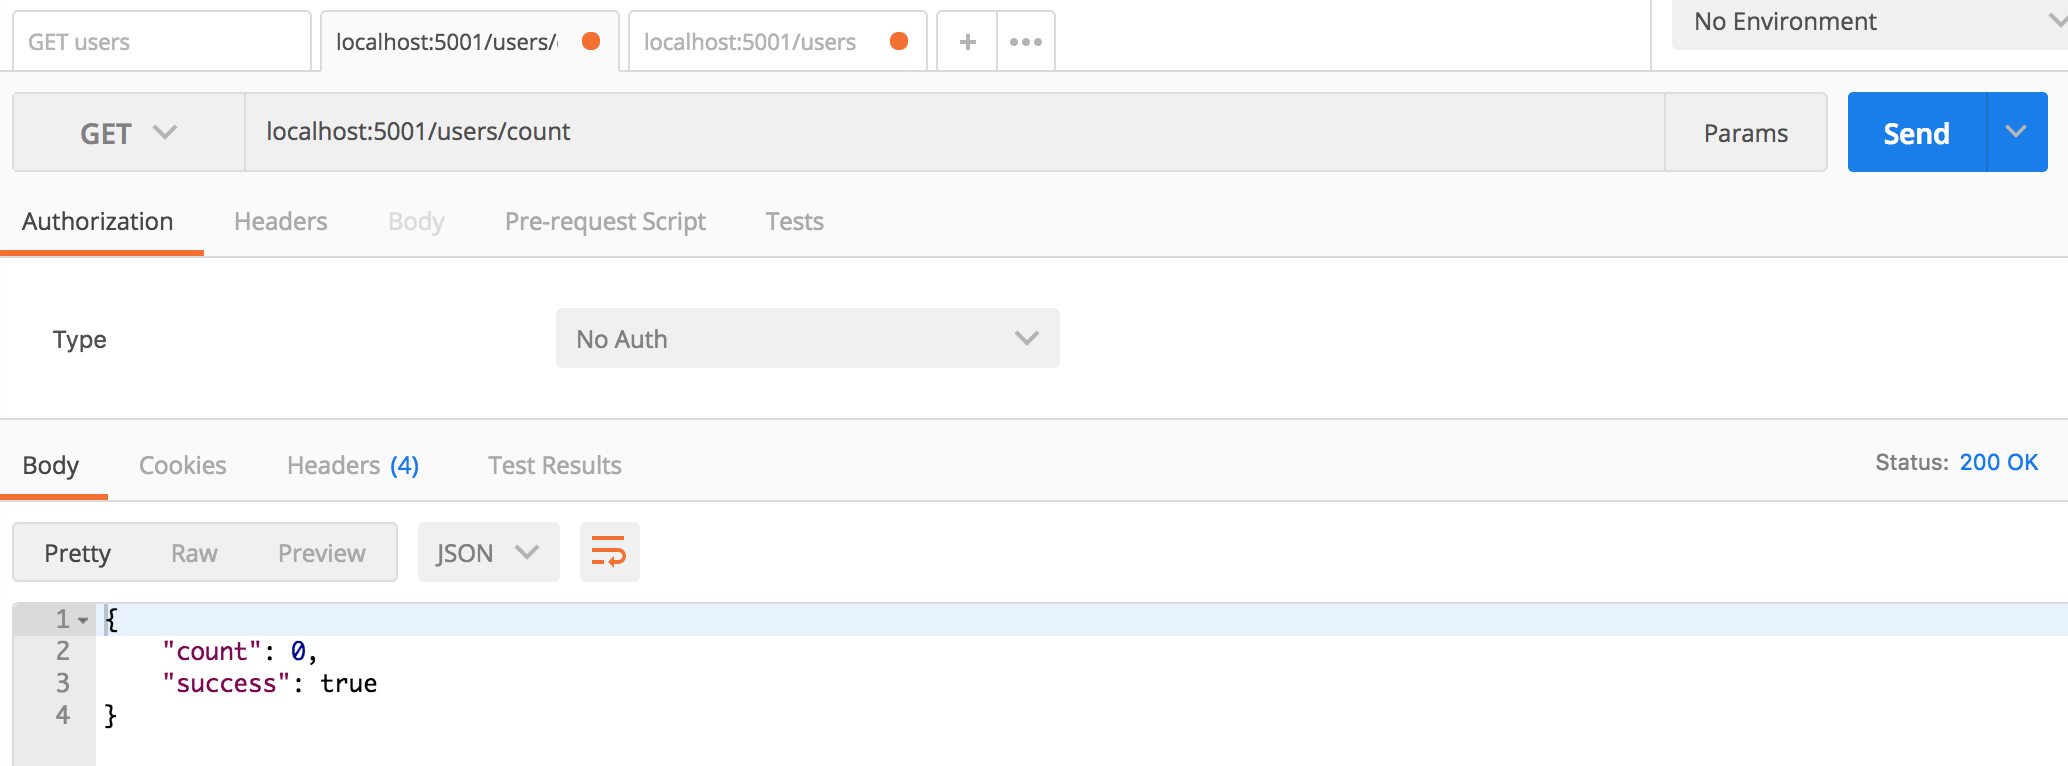 GET users
localhost:5001/users/
localhost:5001/users
No Environment
GET
localhost:5001/users/count
Params
Send
Authorization
Headers
Body
Pre-request Script
Tests
Type
No Auth
Body
Cookies
Headers (4)
Test Results
Status: 200 OK
Pretty
Raw
Preview
JSON
1 {
2 "count": 0,
3 "success": true
4 }